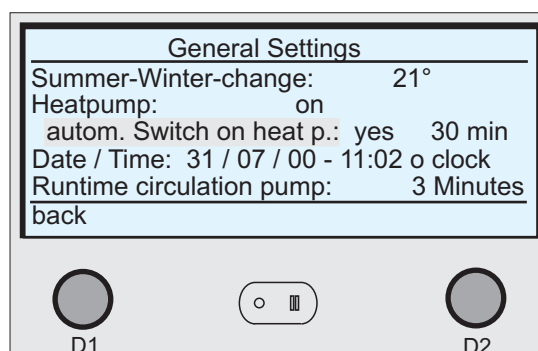 General Settings
Summer-Winter-change: 21°
Heatpump: on
autom. Switch on heat p.: yes 30 min
Date / Time: 31 / 07 / 00 - 11:02 o clock
Runtime circulation pump: 3 Minutes
back
D1 D2